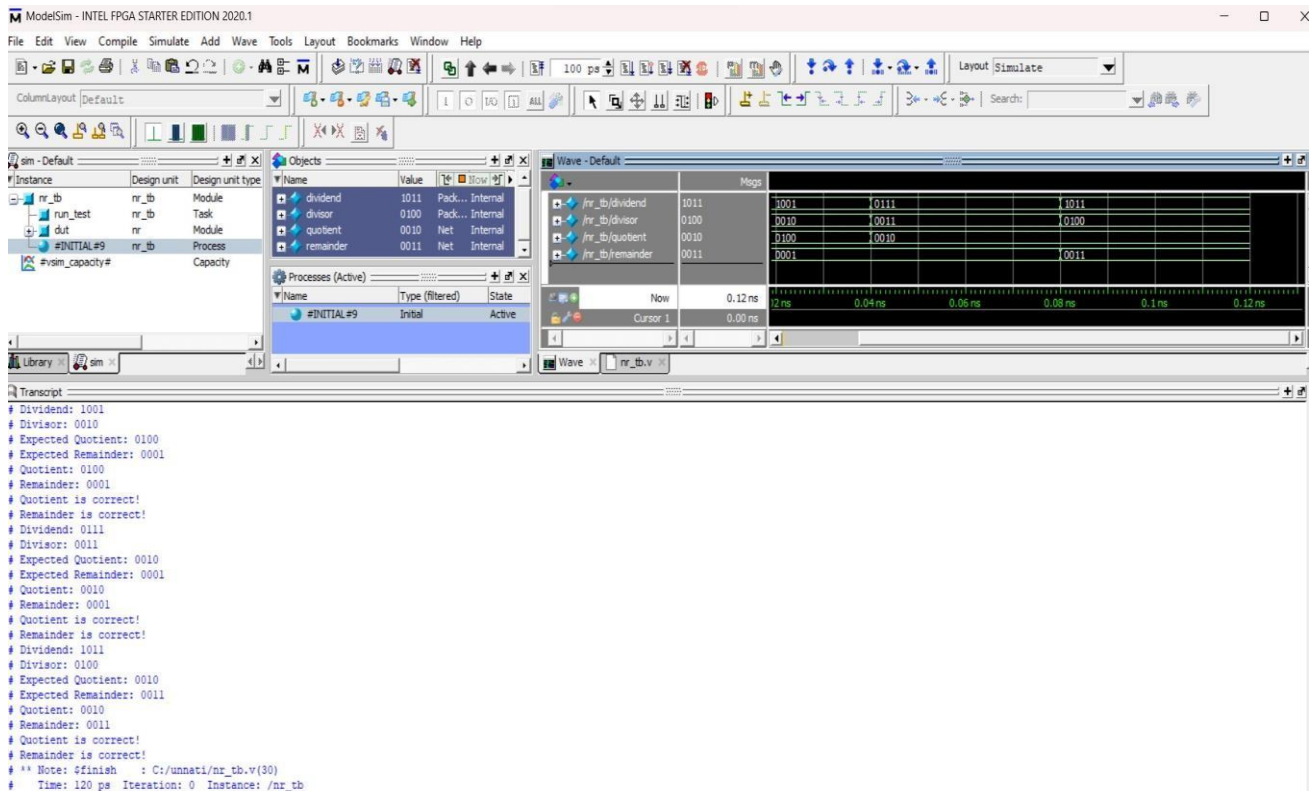 ModelSim - INTEL FPGA STARTER EDITION 2020.1
File Edit View Compile Simulate Add Wave Tools Layout Bookmarks Window Help
100 ps
Layout Simulate
ColumnLayout Default
Search:
sim - Default
Instance Design unit Design unit type
nr_tb nr_tb Module
run_test nr_tb Task
dut nr Module
#INITIAL#9 nr_tb Process
#vsim_capacity# Capacity
Library sim
Objects
Name Value Now
dividend 1011 Pack... Internal
divisor 0100 Pack... Internal
quotient 0010 Net Internal
remainder 0011 Net Internal
Processes (Active)
Name Type (filtered) State
#INITIAL#9 Initial Active
Wave - Default
Msgs
/nr_tb/dividend 1011 1001 0111 1011
/nr_tb/divisor 0100 0010 0011 0100
/nr_tb/quotient 0010 0100 0010
/nr_tb/remainder 0011 0001 0011
Now 0.12 ns
Cursor 1 0.00 ns
0.04 ns 0.06 ns 0.08 ns 0.1 ns 0.12 ns
Wave nr_tb.v
Transcript
# Dividend: 1001
# Divisor: 0010
# Expected Quotient: 0100
# Expected Remainder: 0001
# Quotient: 0100
# Remainder: 0001
# Quotient is correct!
# Remainder is correct!
# Dividend: 0111
# Divisor: 0011
# Expected Quotient: 0010
# Expected Remainder: 0001
# Quotient: 0010
# Remainder: 0001
# Quotient is correct!
# Remainder is correct!
# Dividend: 1011
# Divisor: 0100
# Expected Quotient: 0010
# Expected Remainder: 0011
# Quotient: 0010
# Remainder: 0011
# Quotient is correct!
# Remainder is correct!
# ** Note: $finish : C:/unnati/nr_tb.v(30)
# Time: 120 ps Iteration: 0 Instance: /nr_tb